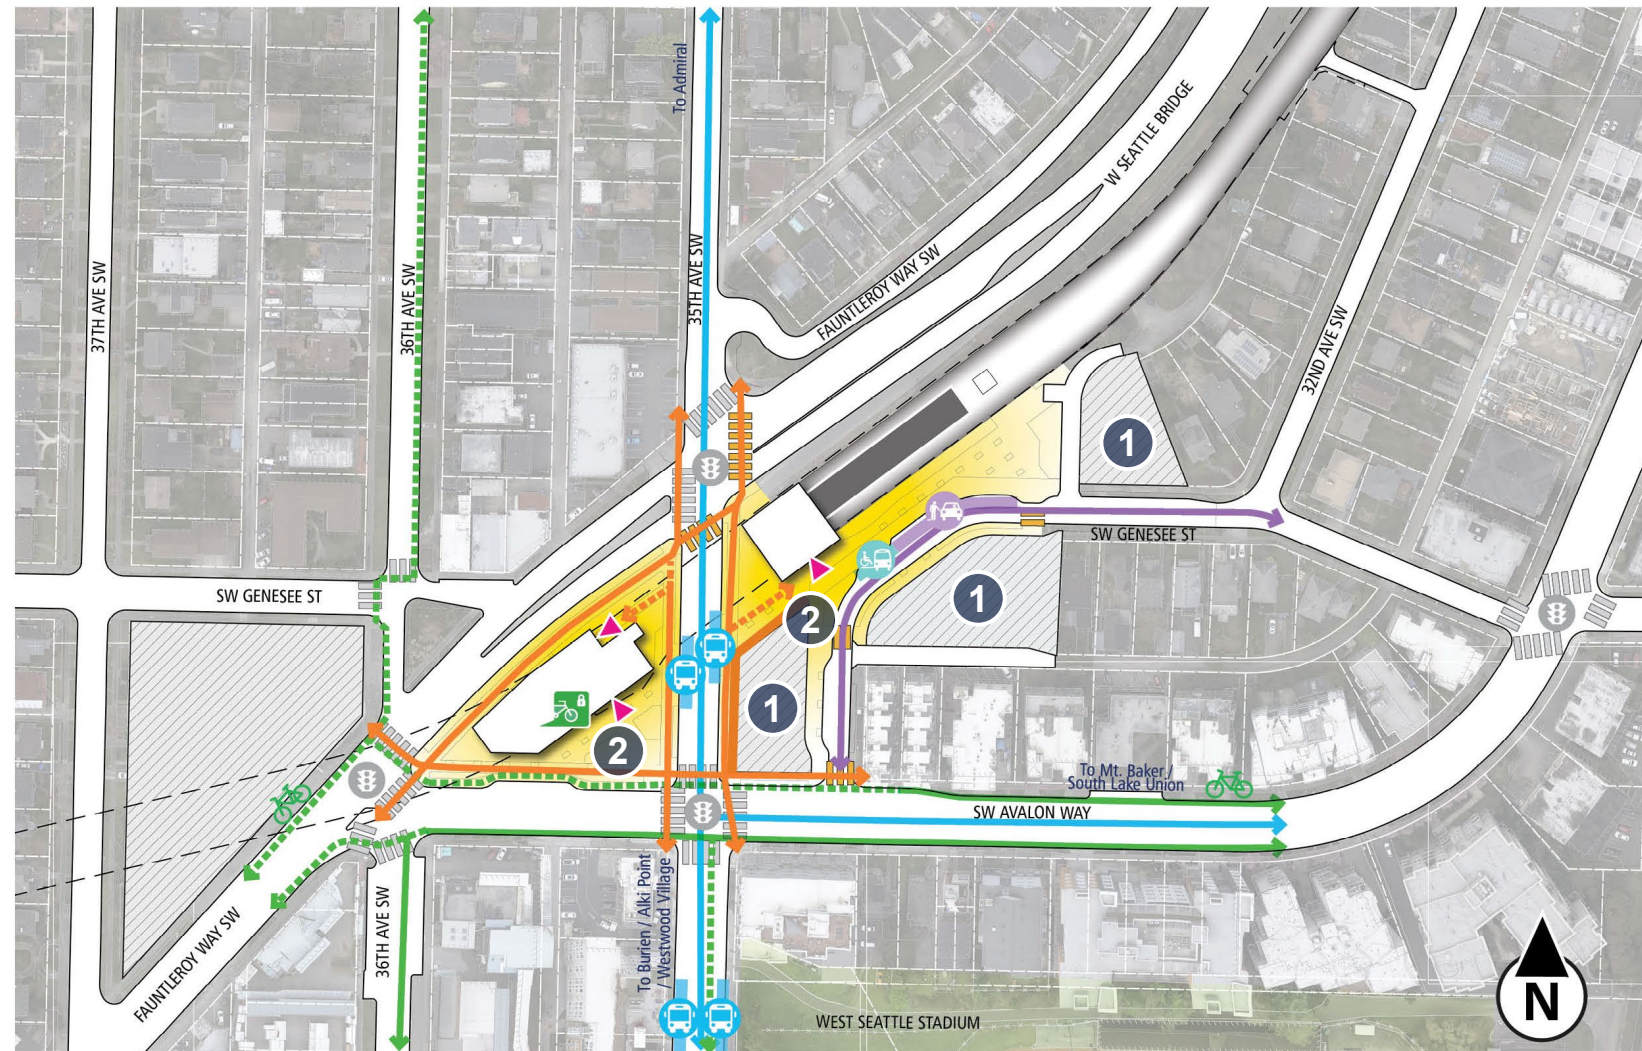 To Admiral
W SEATTLE BRIDGE
37TH AVE SW
36TH AVE SW
35TH AVE SW
FAUNTLEROY WAY SW
32ND AVE SW
1
SW GENESEE ST
SW GENESEE ST
1
2
1
2
To Mt. Baker /
South Lake Union
SW AVALON WAY
To Burien / Alki Point
/ Westwood Village
36TH AVE SW
FAUNTLEROY WAY SW
WEST SEATTLE STADIUM
N